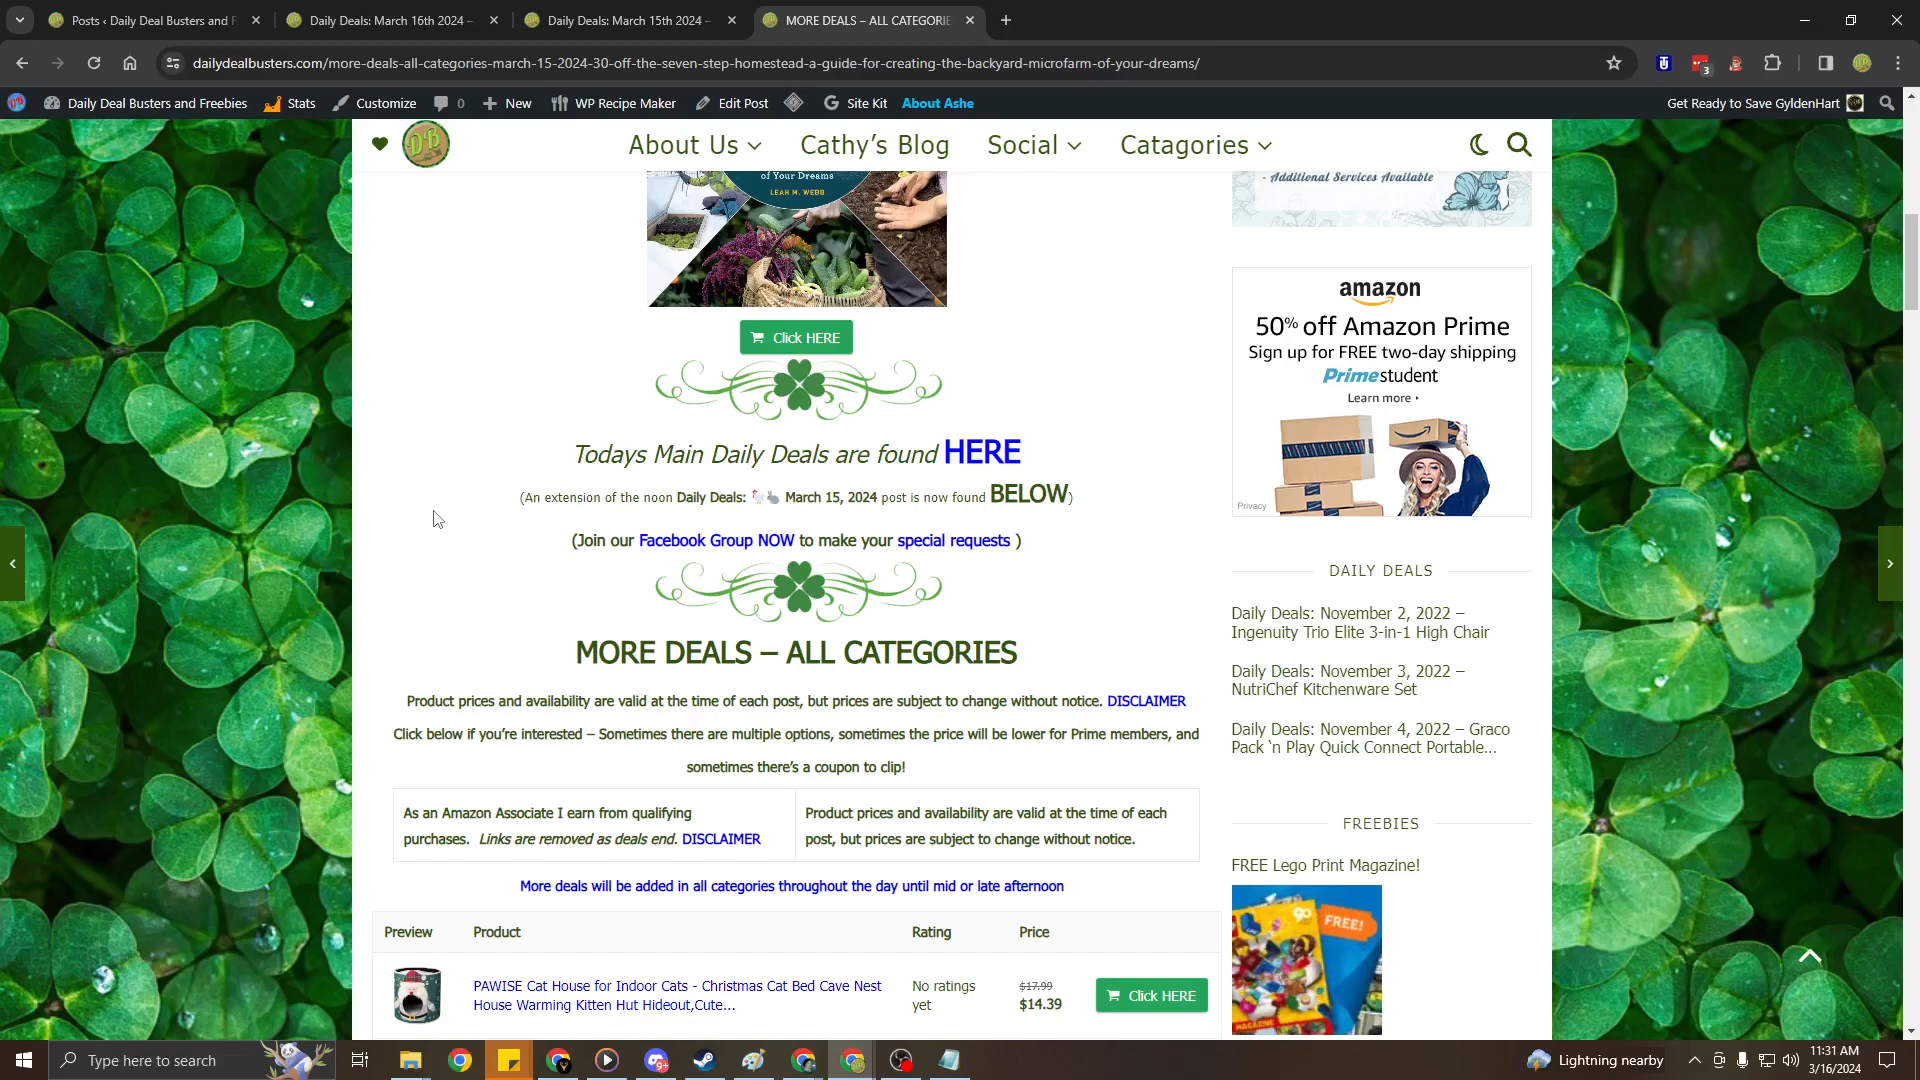 Posts ‹ Daily Deal Busters and F
Daily Deals: March 16th 2024 –
Daily Deals: March 15th 2024 –
MORE DEALS – ALL CATEGORIE
dailydealbusters.com/more-deals-all-categories-march-15-2024-30-off-the-seven-step-homestead-a-guide-for-creating-the-backyard-microfarm-of-your-dreams/
3
Daily Deal Busters and Freebies
Stats
Customize
0
New
WP Recipe Maker
Edit Post
Site Kit
About Ashe
Get Ready to Save GyldenHart
DB
About Us
Cathy’s Blog
Social
Catagories
of Your Dreams
LEAH M. WEBB
Click HERE
Todays Main Daily Deals are found HERE
(An extension of the noon Daily Deals: 🐓🐇 March 15, 2024 post is now found BELOW)
(Join our Facebook Group NOW to make your special requests )
MORE DEALS – ALL CATEGORIES
Product prices and availability are valid at the time of each post, but prices are subject to change without notice. DISCLAIMER
Click below if you’re interested – Sometimes there are multiple options, sometimes the price will be lower for Prime members, and
sometimes there’s a coupon to clip!
As an Amazon Associate I earn from qualifying
purchases. Links are removed as deals end. DISCLAIMER
Product prices and availability are valid at the time of each
post, but prices are subject to change without notice.
More deals will be added in all categories throughout the day until mid or late afternoon
Preview
Product
Rating
Price
PAWISE Cat House for Indoor Cats - Christmas Cat Bed Cave Nest
House Warming Kitten Hut Hideout,Cute...
No ratings
yet
$17.99
$14.39
Click HERE
- Additional Services Available
amazon
50% off Amazon Prime
Sign up for FREE two-day shipping
Prime student
Learn more ▸
Privacy
DAILY DEALS
Daily Deals: November 2, 2022 –
Ingenuity Trio Elite 3-in-1 High Chair
Daily Deals: November 3, 2022 –
NutriChef Kitchenware Set
Daily Deals: November 4, 2022 – Graco
Pack ‘n Play Quick Connect Portable...
FREEBIES
FREE Lego Print Magazine!
FREE!
MAGAZINE
Type here to search
9+
Lightning nearby
11:31 AM
3/16/2024